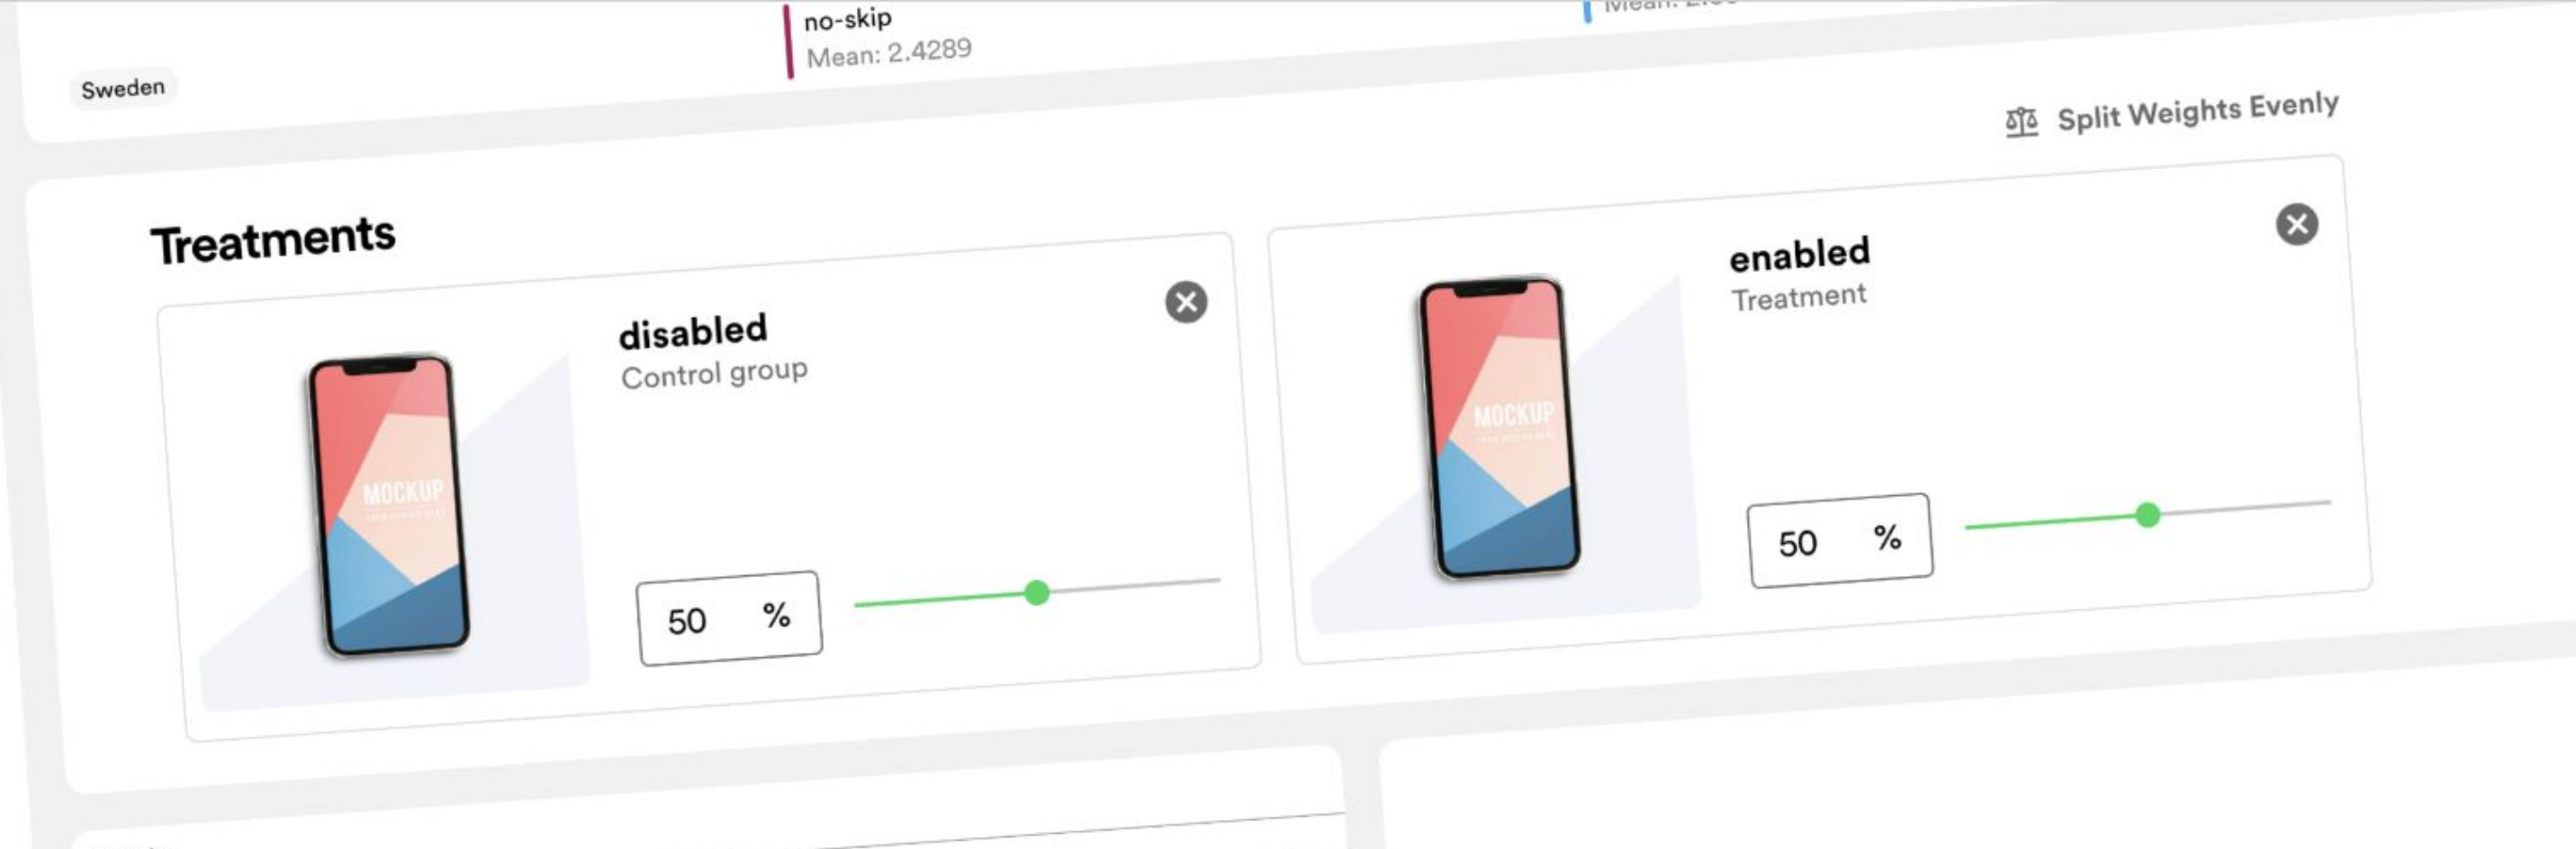 no-skip
Mean: 2.4289
Sweden
Split Weights Evenly
Treatments
disabled
Control group
MOCKUP
50 %
enabled
Treatment
MOCKUP
50 %